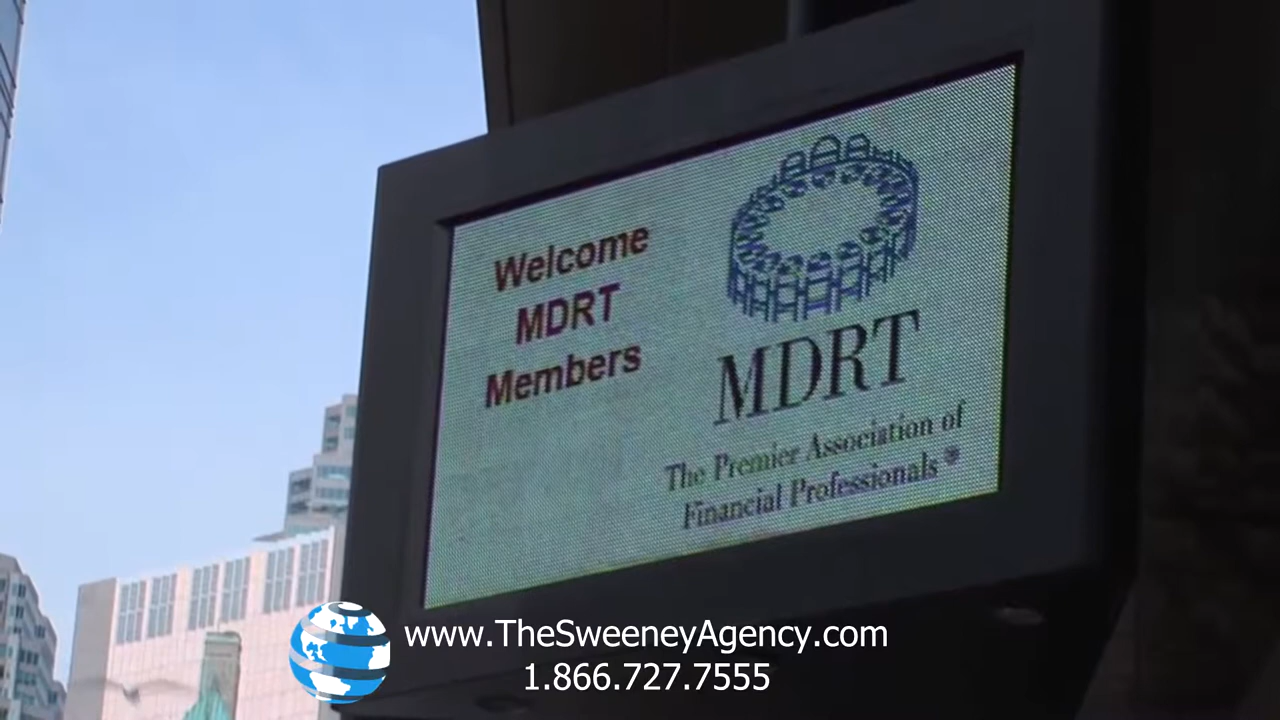 Welcome
MDRT
Members
MDRT
The Premier Association of
Financial Professionals®
www.TheSweeneyAgency.com
1.866.727.7555